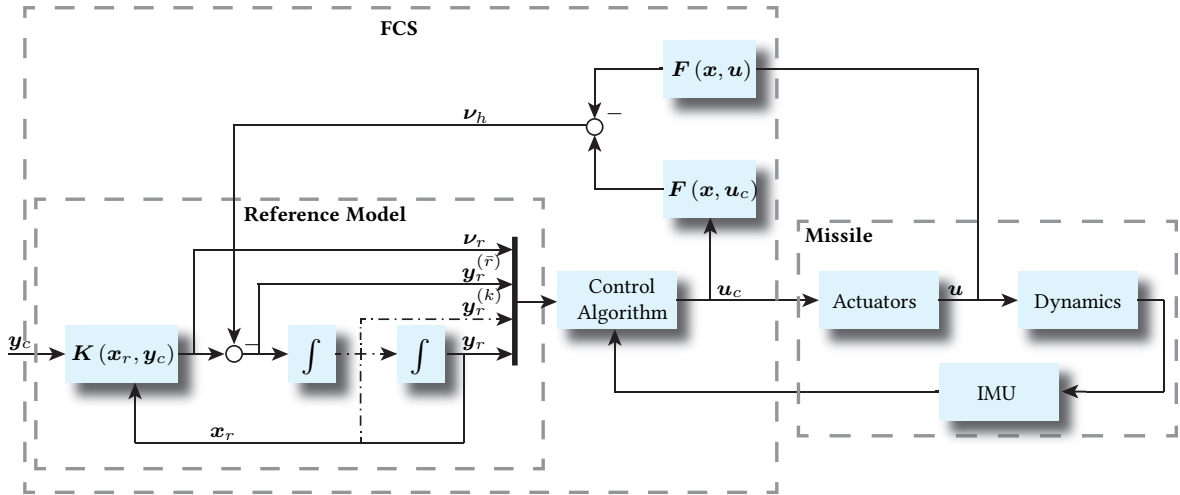 FCS
F (x, u)
−
ν_h
F (x, u_c)
Reference Model
Missile
ν_r
y_r^{(r̄)}
Control
Algorithm
u_c
Actuators
u
Dynamics
y_r^{(k)}
y_c
K (x_r, y_c)
−
∫
∫
y_r
IMU
x_r